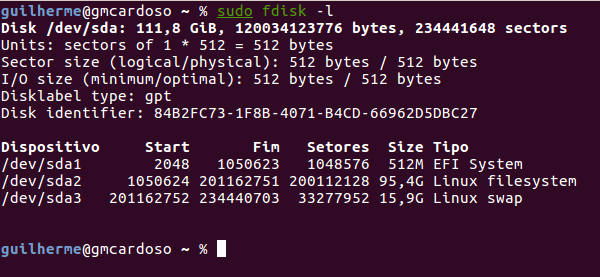 guilherme@gmcardoso ~ % sudo fdisk -l
Disk /dev/sda: 111,8 GiB, 120034123776 bytes, 234441648 sectors
Units: sectors of 1 * 512 = 512 bytes
Sector size (logical/physical): 512 bytes / 512 bytes
I/O size (minimum/optimal): 512 bytes / 512 bytes
Disklabel type: gpt
Disk identifier: 84B2FC73-1F8B-4071-B4CD-66962D5DBC27
Dispositivo Start Fim Setores Size Tipo
/dev/sda1 2048 1050623 1048576 512M EFI System
/dev/sda2 1050624 201162751 200112128 95,4G Linux filesystem
/dev/sda3 201162752 234440703 33277952 15,9G Linux swap
guilherme@gmcardoso ~ %